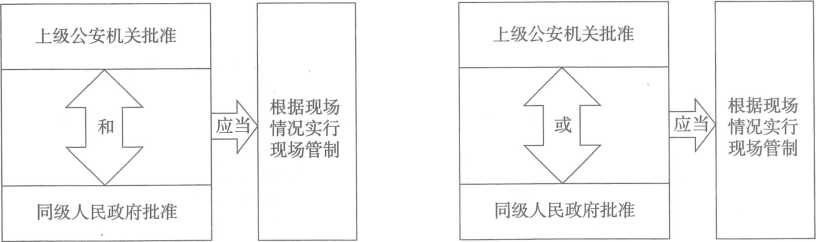 上级公安机关批准
和
同级人民政府批准
应当
根据现场
情况实行
现场管制
上级公安机关批准
或
同级人民政府批准
应当
根据现场
情况实行
现场管制